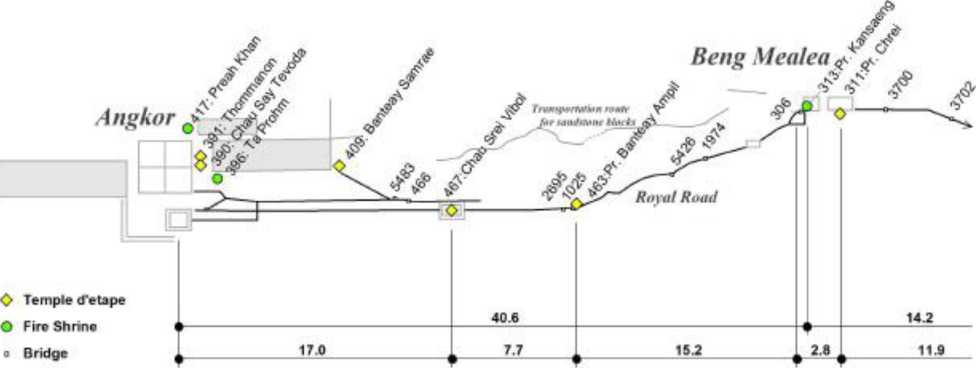 Beng Mealea
Angkor
417: Preah Khan
391: Thommanon
390: Chau Say Tevoda
396: Ta Prohm
409: Banteay Samrae
5483
466
467:Chau Srei Vibol
Transportation route
for sandstone blocks
2695
1025
463:Pr. Banteay Ampil
5426
1974
306
313:Pr. Kansaeng
311:Pr. Chrei
3700
3702
Royal Road
Temple d'etape
Fire Shrine
Bridge
40.6
14.2
17.0
7.7
15.2
2.8
11.9